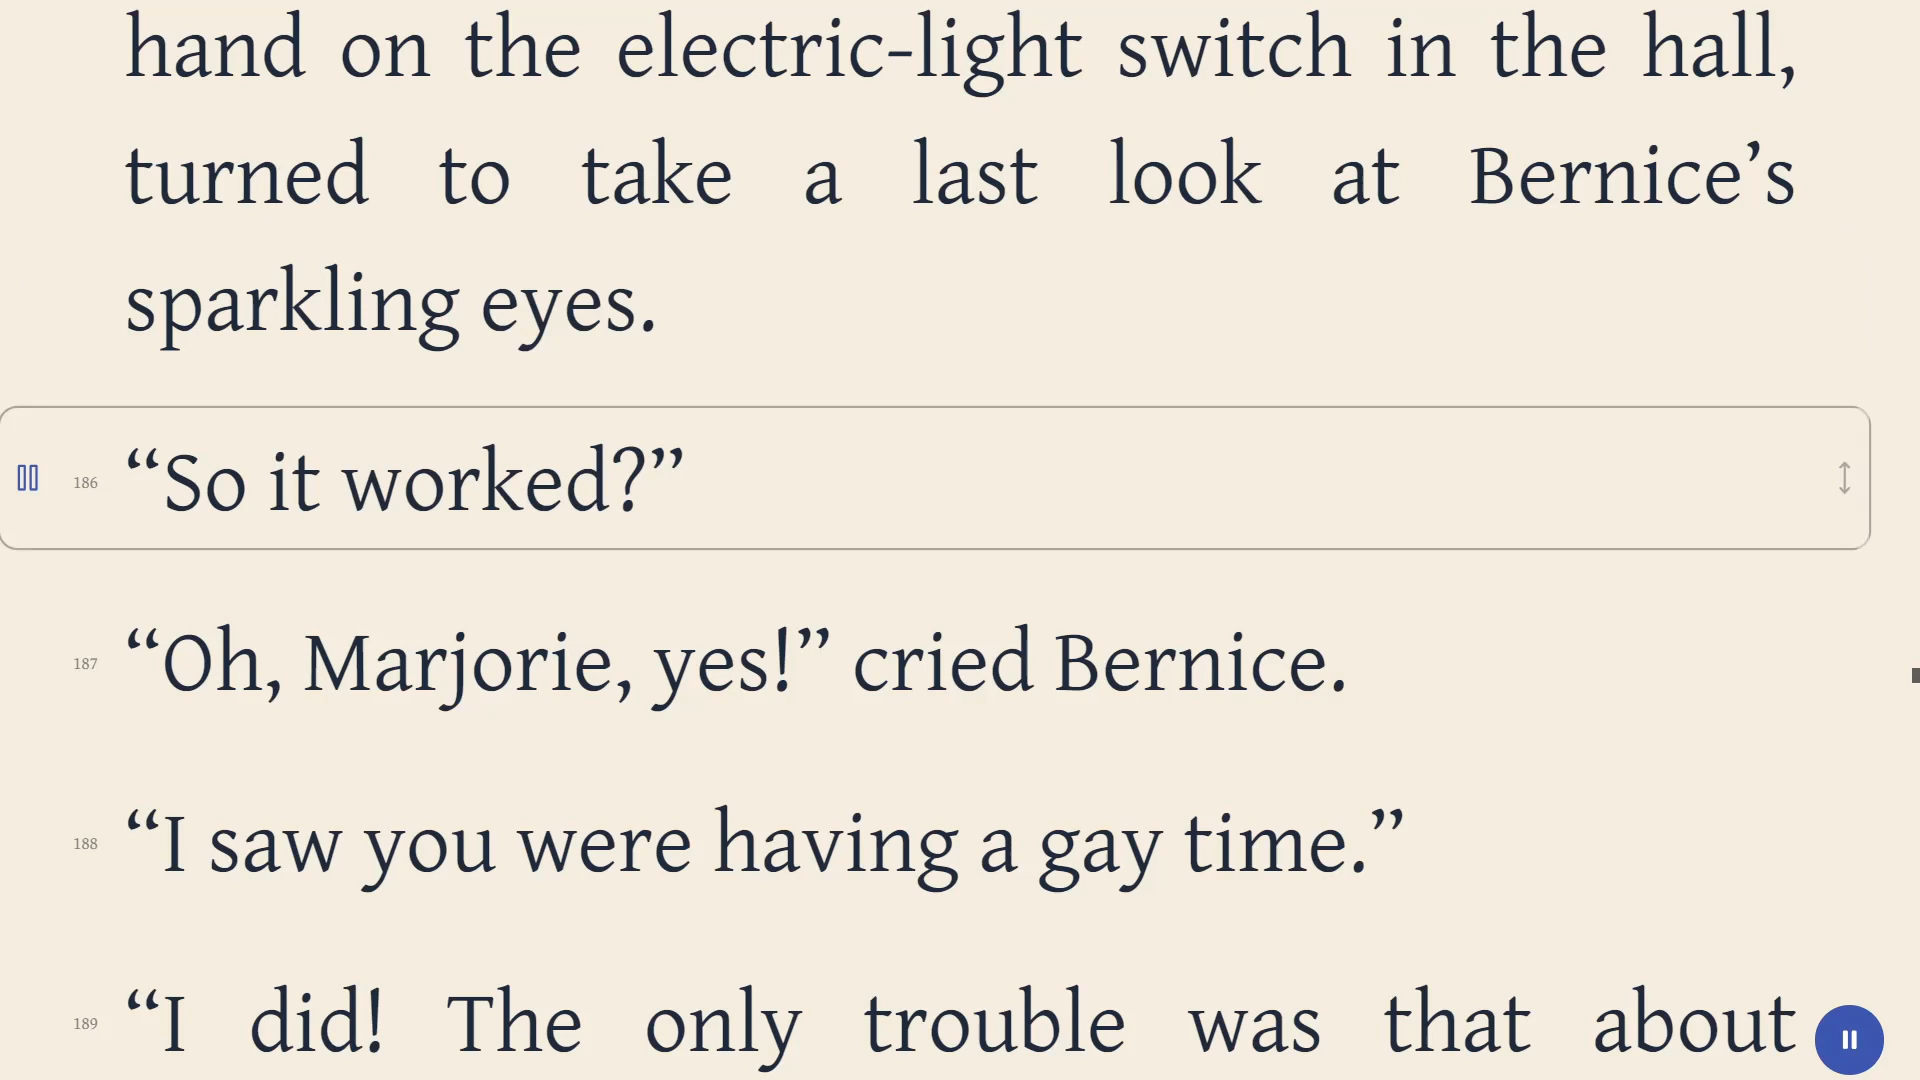 hand on the electric-light switch in the hall,
turned to take a last look at Bernice’s
sparkling eyes.
186 “So it worked?”
187 “Oh, Marjorie, yes!” cried Bernice.
188 “I saw you were having a gay time.”
189 “I did! The only trouble was that about